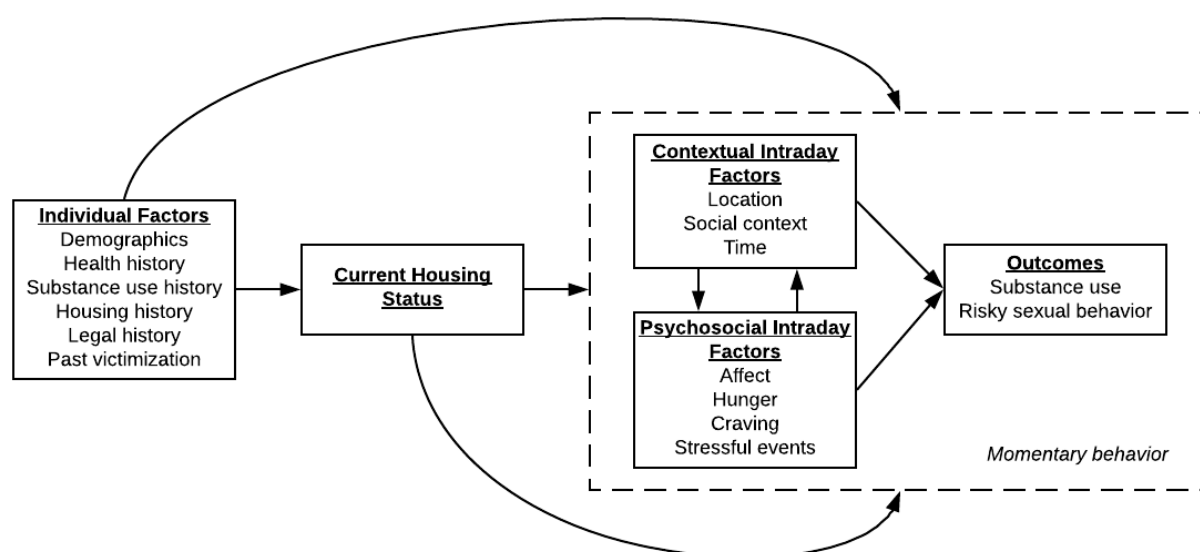 Individual Factors
Demographics
Health history
Substance use history
Housing history
Legal history
Past victimization
Current Housing
Status
Contextual Intraday
Factors
Location
Social context
Time
Psychosocial Intraday
Factors
Affect
Hunger
Craving
Stressful events
Outcomes
Substance use
Risky sexual behavior
Momentary behavior